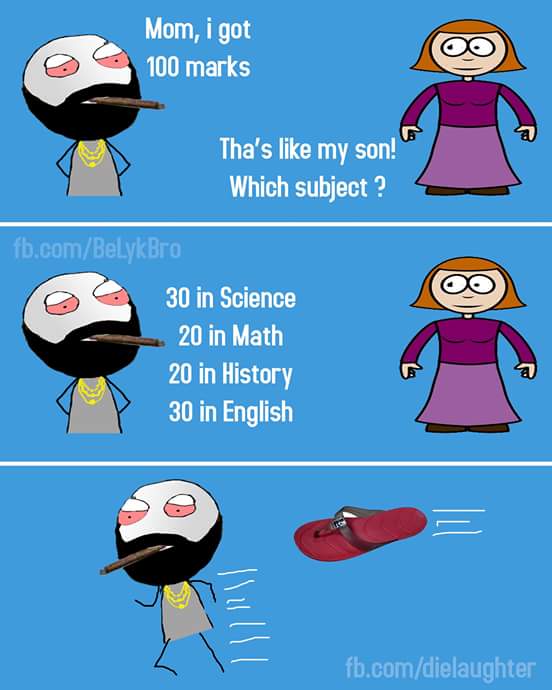 Mom, i got
100 marks
Tha's like my son!
Which subject ?
fb.com/BeLykBro
30 in Science
20 in Math
20 in History
30 in English
fb.com/dielaughter